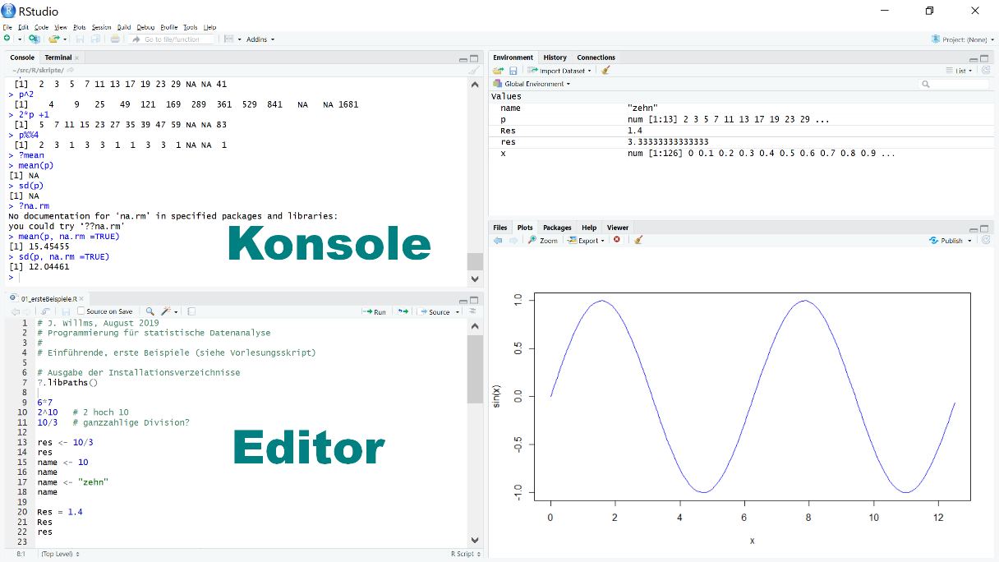 RStudio
File Edit Code View Plots Session Build Debug Profile Tools Help
Go to file/function Addins Project: (None)
Console Terminal
~/src/R/skripte/
[1] 2 3 5 7 11 13 17 19 23 29 NA NA 41
> p^2
[1] 4 9 25 49 121 169 289 361 529 841 NA NA 1681
> 2*p +1
[1] 5 7 11 15 23 27 35 39 47 59 NA NA 83
> p%%4
[1] 2 3 1 3 3 1 1 3 3 1 NA NA 1
> ?mean
> mean(p)
[1] NA
> sd(p)
[1] NA
> ?na.rm
No documentation for ‘na.rm’ in specified packages and libraries:
you could try ‘??na.rm’
> mean(p, na.rm =TRUE)
[1] 15.45455
> sd(p, na.rm =TRUE)
[1] 12.04461
>
Konsole
01_ersteBeispiele.R
Source on Save Run Source
1 # J. Willms, August 2019
2 # Programmierung für statistische Datenanalyse
3 #
4 # Einführende, erste Beispiele (siehe Vorlesungsskript)
5
6 # Ausgabe der Installationsverzeichnisse
7 ?.libPaths()
8
9 6*7
10 2^10 # 2 hoch 10
11 10/3 # ganzzahlige Division?
12
13 res <- 10/3
14 res
15 name <- 10
16 name
17 name <- "zehn"
18 name
19
20 Res = 1.4
21 Res
22 res
23
Editor
8:1 (Top Level) R Script
Environment History Connections
Import Dataset List
Global Environment
Values
name "zehn"
p num [1:13] 2 3 5 7 11 13 17 19 23 29 ...
Res 1.4
res 3.33333333333333
x num [1:126] 0 0.1 0.2 0.3 0.4 0.5 0.6 0.7 0.8 0.9 ...
Files Plots Packages Help Viewer
Zoom Export Publish
sin(x)
1.0
0.5
0.0
-0.5
-1.0
0 2 4 6 8 10 12
x